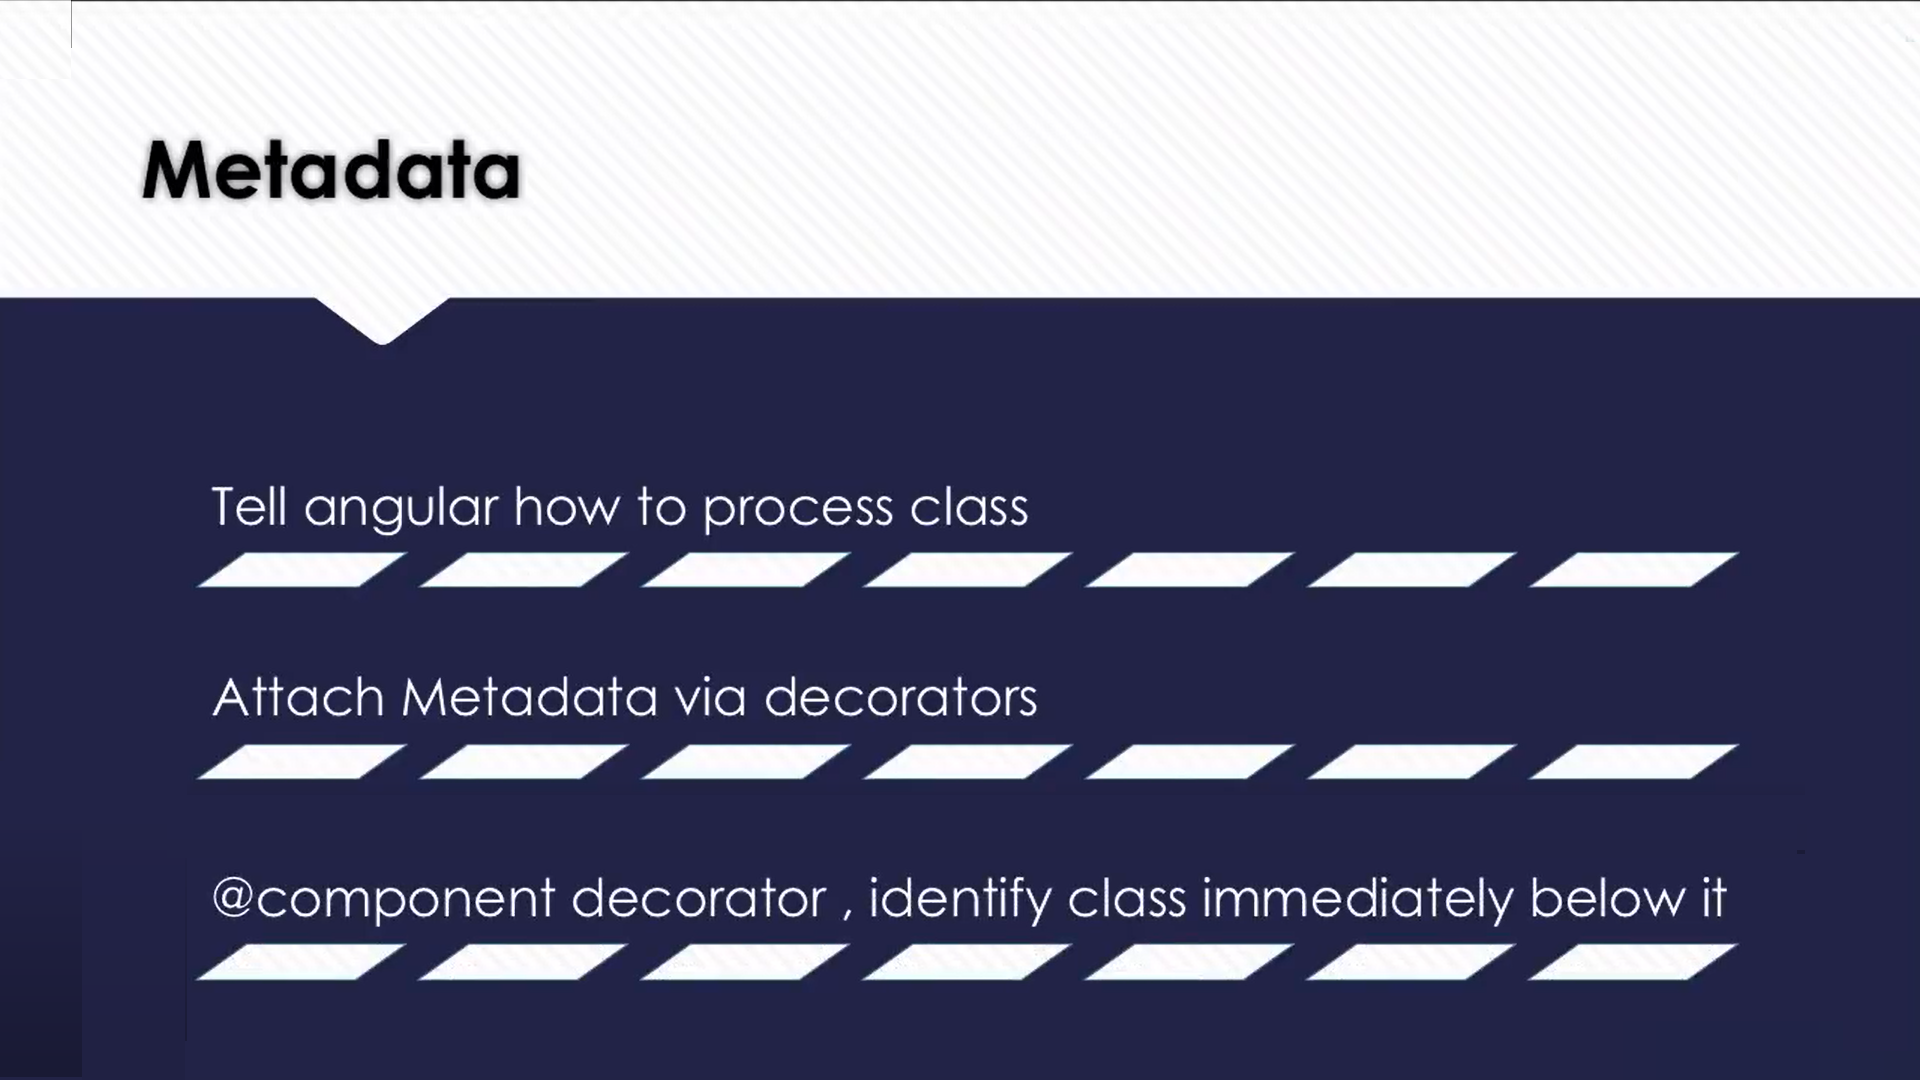 Metadata
Tell angular how to process class
Attach Metadata via decorators
@component decorator , identify class immediately below it